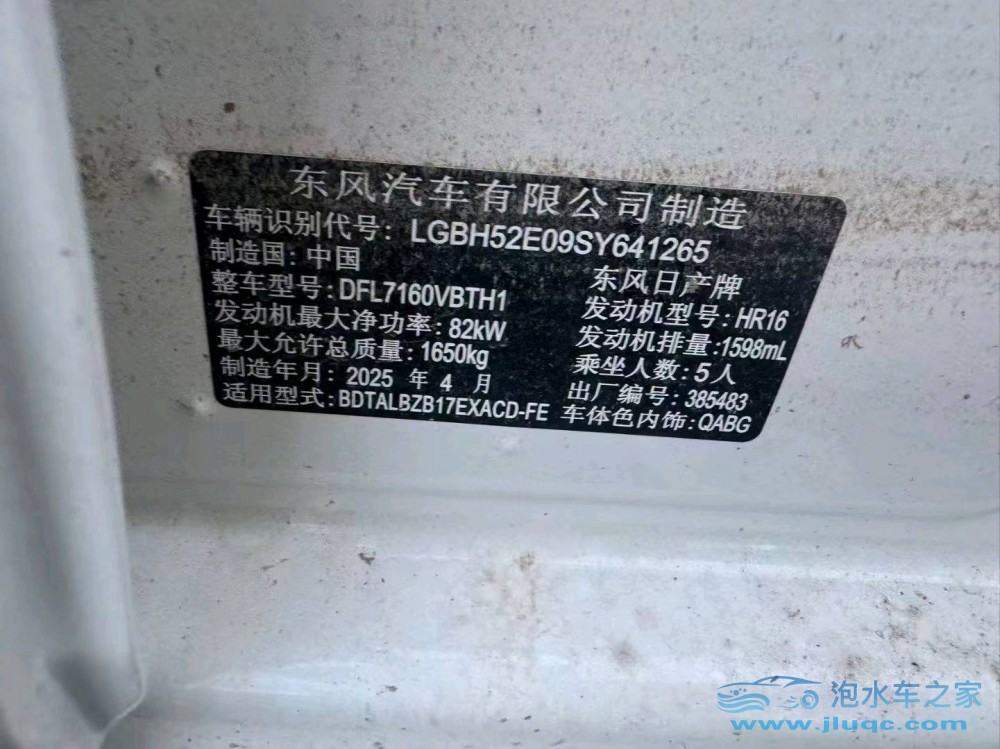 东风汽车有限公司制造
车辆识别代号: LGBH52E09SY641265
制造国: 中国 东风日产牌
整车型号: DFL7160VBTH1 发动机型号: HR16
发动机最大净功率: 82kW 发动机排量: 1598mL
最大允许总质量: 1650kg 乘坐人数: 5人
制造年月: 2025 年 4 月 出厂编号: 385483
适用型式: BDTALBZB17EXACD-FE 车体色内饰: QABG
泡水车之家
www.jluqc.com